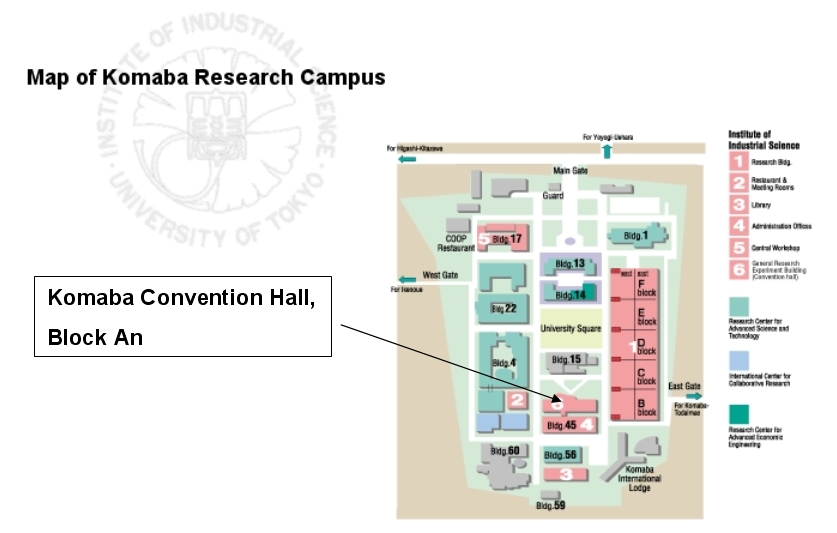 INSTITUTE OF INDUSTRIAL SCIENCE
UNIVERSITY OF TOKYO
Map of Komaba Research Campus
Komaba Convention Hall,
Block An
For Yoyogi-Uehara
For Higashi-Kitazawa
Main Gate
Guard
COOP
Restaurant
5
Bldg.17
Bldg.1
West Gate
For Ikenoue
Bldg.13
Bldg.14
Bldg.22
University Square
Bldg.4
Bldg.15
west east
F
block
E
block
D
block
1
C
block
B
block
East Gate
For Komaba-
Todaimae
2
6
Bldg.45 4
Bldg.60
Bldg.56
3
Bldg.59
Komaba
International
Lodge
Institute of
Industrial Science
1 Research Bldg.
2 Restaurant &
Meeting Rooms
3 Library
4 Administration Offices
5 Central Workshop
6 General Research
Experiment Building
(Convention hall)
Research Center for
Advanced Science and
Technology
International Center for
Collaborative Research
Research Center for
Advanced Economic
Engineering